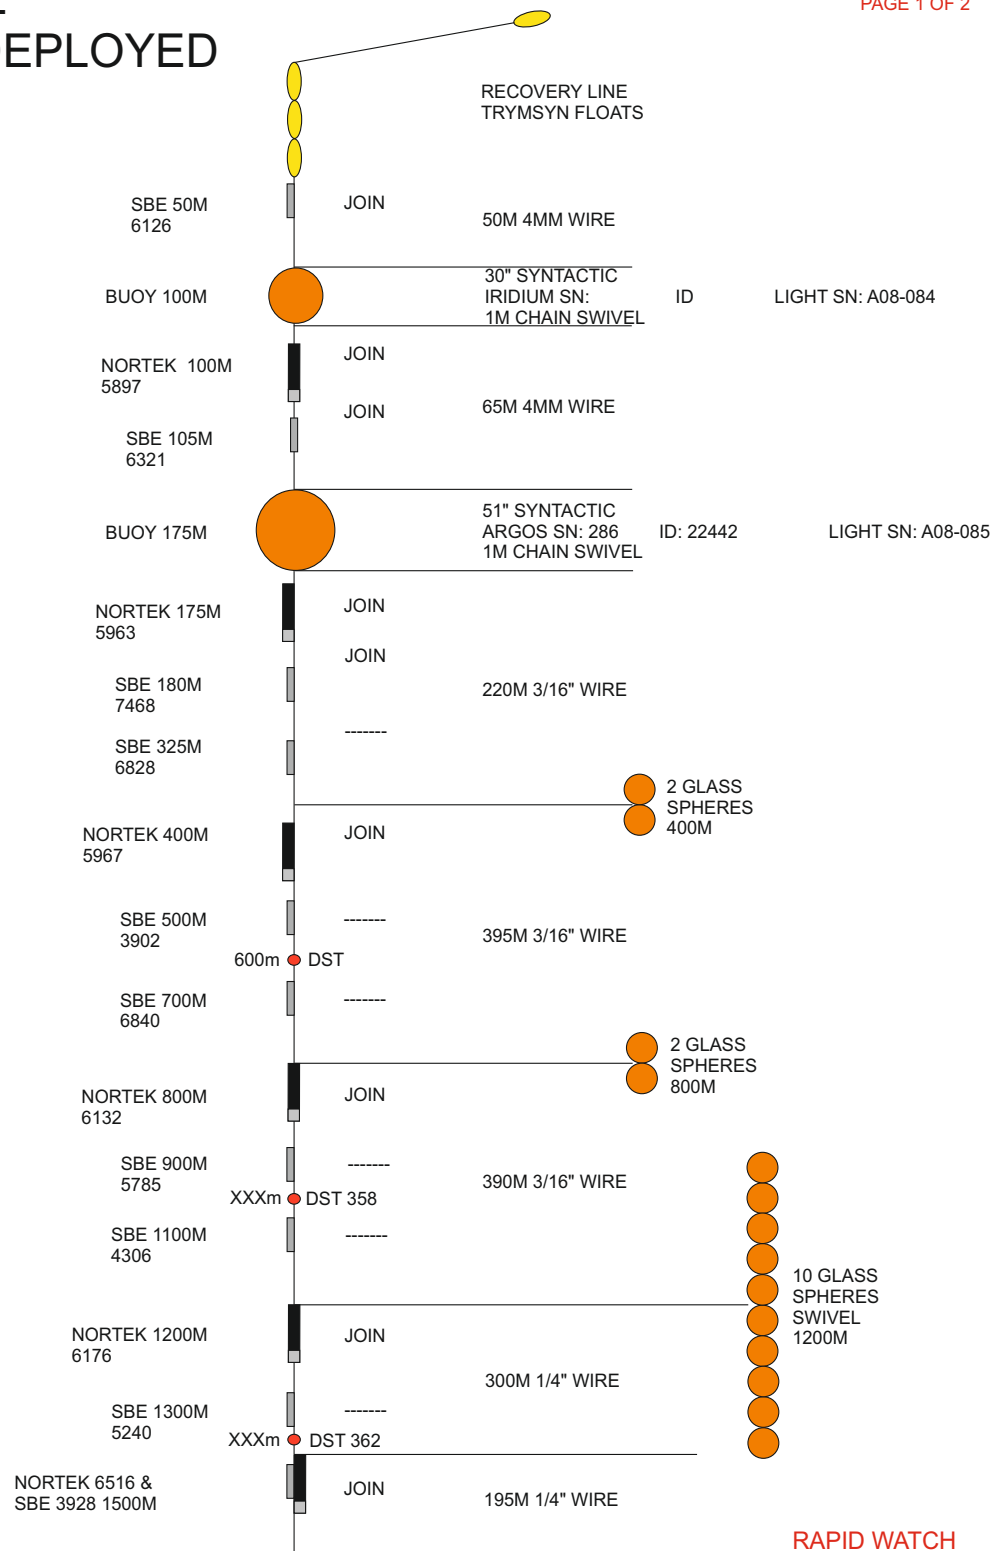 PAGE 1 OF 2
DEPLOYED
RECOVERY LINE
TRYMSYN FLOATS
SBE 50M
6126
JOIN
50M 4MM WIRE
BUOY 100M
30" SYNTACTIC
IRIDIUM SN:
1M CHAIN SWIVEL
ID
LIGHT SN: A08-084
NORTEK 100M
5897
JOIN
JOIN
65M 4MM WIRE
SBE 105M
6321
BUOY 175M
51" SYNTACTIC
ARGOS SN: 286
1M CHAIN SWIVEL
ID: 22442
LIGHT SN: A08-085
NORTEK 175M
5963
JOIN
JOIN
SBE 180M
7468
220M 3/16" WIRE
-------
SBE 325M
6828
2 GLASS
SPHERES
400M
NORTEK 400M
5967
JOIN
SBE 500M
3902
-------
395M 3/16" WIRE
600m DST
SBE 700M
6840
-------
2 GLASS
SPHERES
800M
NORTEK 800M
6132
JOIN
SBE 900M
5785
-------
390M 3/16" WIRE
XXXm DST 358
SBE 1100M
4306
-------
10 GLASS
SPHERES
SWIVEL
1200M
NORTEK 1200M
6176
JOIN
300M 1/4" WIRE
SBE 1300M
5240
-------
XXXm DST 362
NORTEK 6516 &
SBE 3928 1500M
JOIN
195M 1/4" WIRE
RAPID WATCH